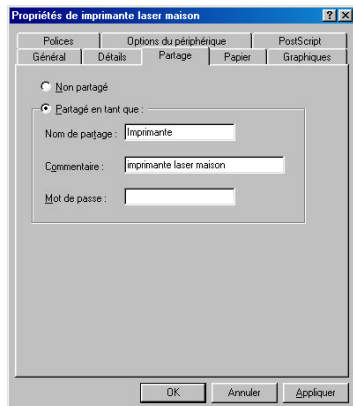 Propriétés de imprimante laser maison
Polices Options du périphérique PostScript
Général Détails Partage Papier Graphiques
Non partagé
Partagé en tant que :
Nom de partage : Imprimante
Commentaire : imprimante laser maison
Mot de passe :
OK Annuler Appliquer